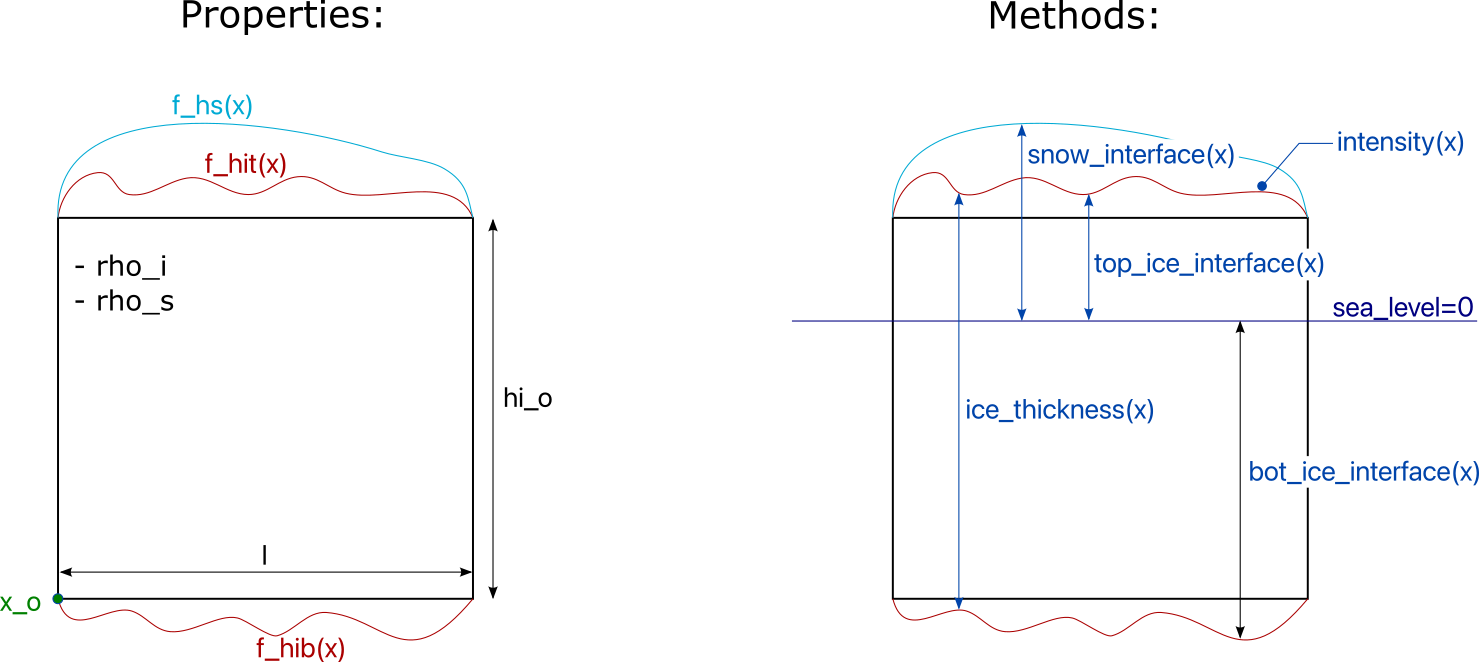 Properties:
f_hs(x)
f_hit(x)
- rho_i
- rho_s
hi_o
l
x_o
f_hib(x)
Methods:
intensity(x)
snow_interface(x)
top_ice_interface(x)
sea_level=0
ice_thickness(x)
bot_ice_interface(x)